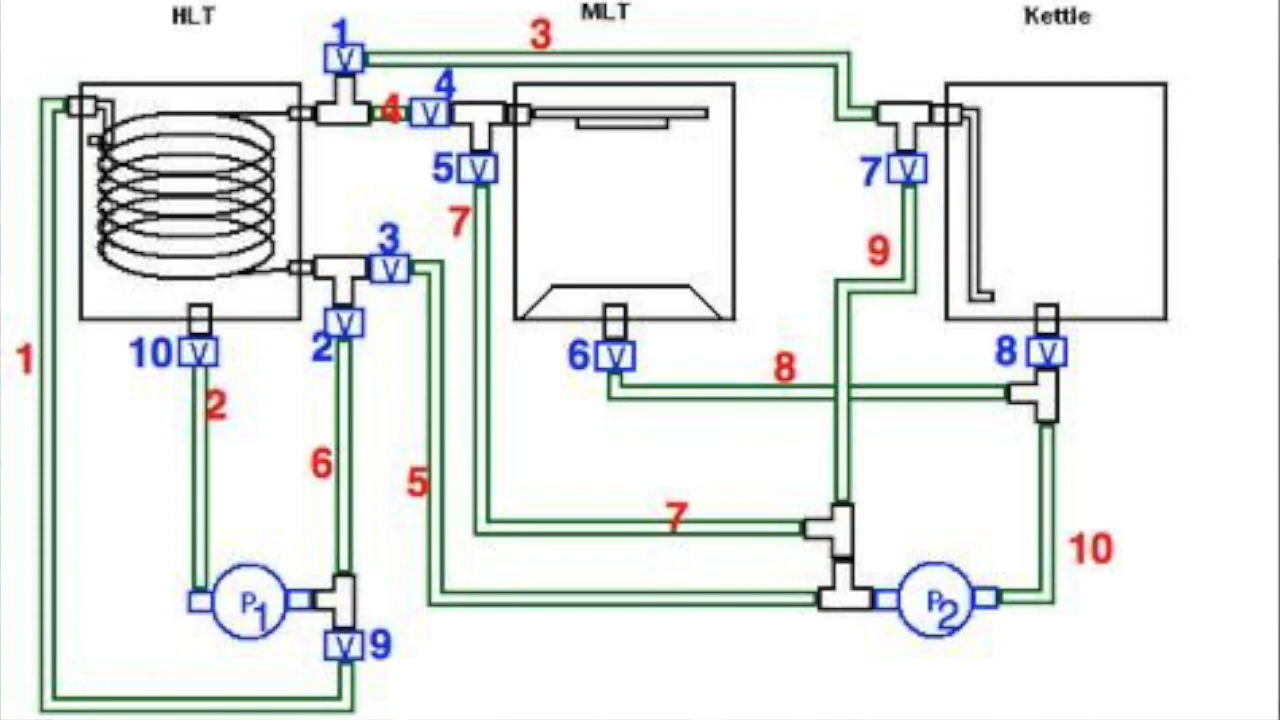 HLT MLT Kettle
1 3
4
4 V
V
5 V 7 V
7
3
V 9
10 V 2 V 6 V 8 V
1
2 8
6 5
7
10
P1 P2
V 9